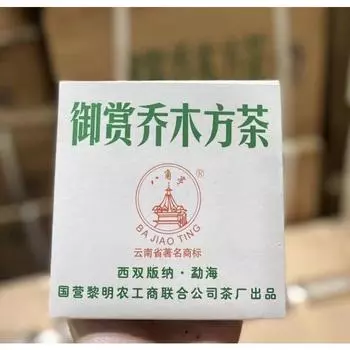 御赏乔木方茶
八角亭
®
BA JIAO TING
云南省著名商标
西双版纳·勐海
国营黎明农工商联合公司茶厂出品